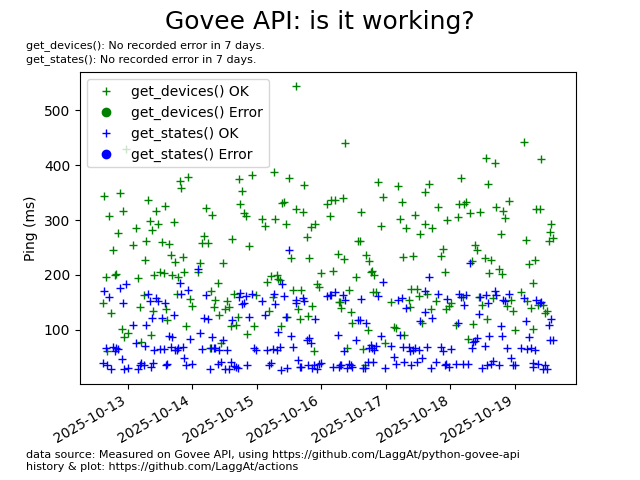 Govee API: is it working?
get_devices(): No recorded error in 7 days.
get_states(): No recorded error in 7 days.
get_devices() OK
get_devices() Error
get_states() OK
get_states() Error
Ping (ms)
500
400
300
200
100
2025-10-13
2025-10-14
2025-10-15
2025-10-16
2025-10-17
2025-10-18
2025-10-19
data source: Measured on Govee API, using https://github.com/LaggAt/python-govee-api
history & plot: https://github.com/LaggAt/actions